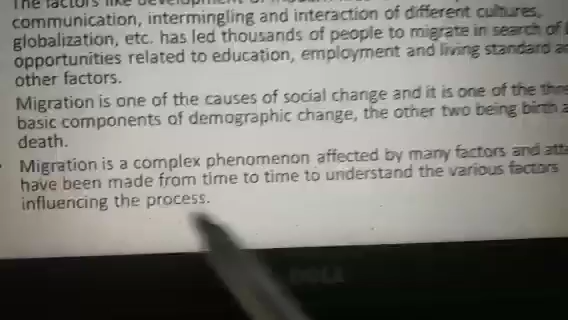 The factors like
communication, intermingling and interaction of different cultures,
globalization, etc. has led thousands of people to migrate in search of
opportunities related to education, employment and living standard
other factors.
Migration is one of the causes of social change and it is one of the
basic components of demographic change, the other two being birth
death.
Migration is a complex phenomenon affected by many factors and
have been made from time to time to understand the various factors
influencing the process.